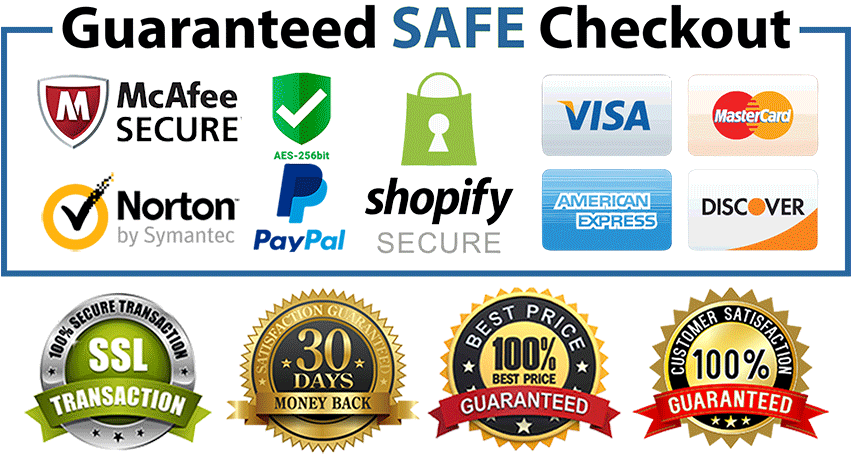 Guaranteed SAFE Checkout
McAfee
SECURE
AES-256bit
Norton
by Symantec
PayPal
shopify
SECURE
VISA
MasterCard
AMERICAN
EXPRESS
DISCOVER
100% SECURE TRANSACTION
SSL
TRANSACTION
SATISFACTION GUARANTEED
30
DAYS
MONEY BACK
BEST PRICE
100%
BEST PRICE
GUARANTEED
CUSTOMER SATISFACTION
100%
GUARANTEED